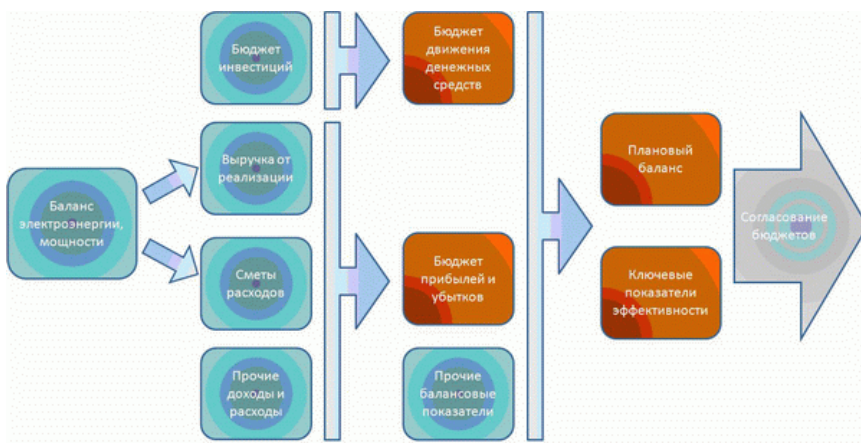 Баланс
электроэнергии,
мощности
Бюджет
инвестиций
Выручка от
реализации
Сметы
расходов
Прочие
доходы и
расходы
Бюджет
движения
денежных
средств
Бюджет
прибылей и
убытков
Прочие
балансовые
показатели
Плановый
баланс
Ключевые
показатели
эффективности
Согласование
бюджетов